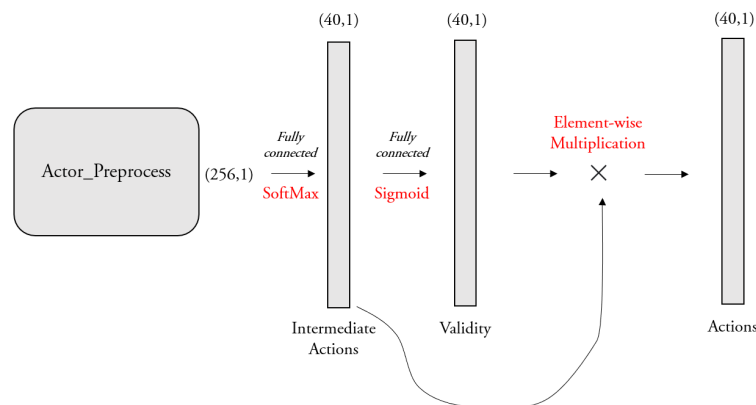 (40,1)
(40,1)
(40,1)
Actor_Preprocess
(256,1)
Fully
connected
SoftMax
Fully
connected
Sigmoid
Element-wise
Multiplication
×
Intermediate
Actions
Validity
Actions